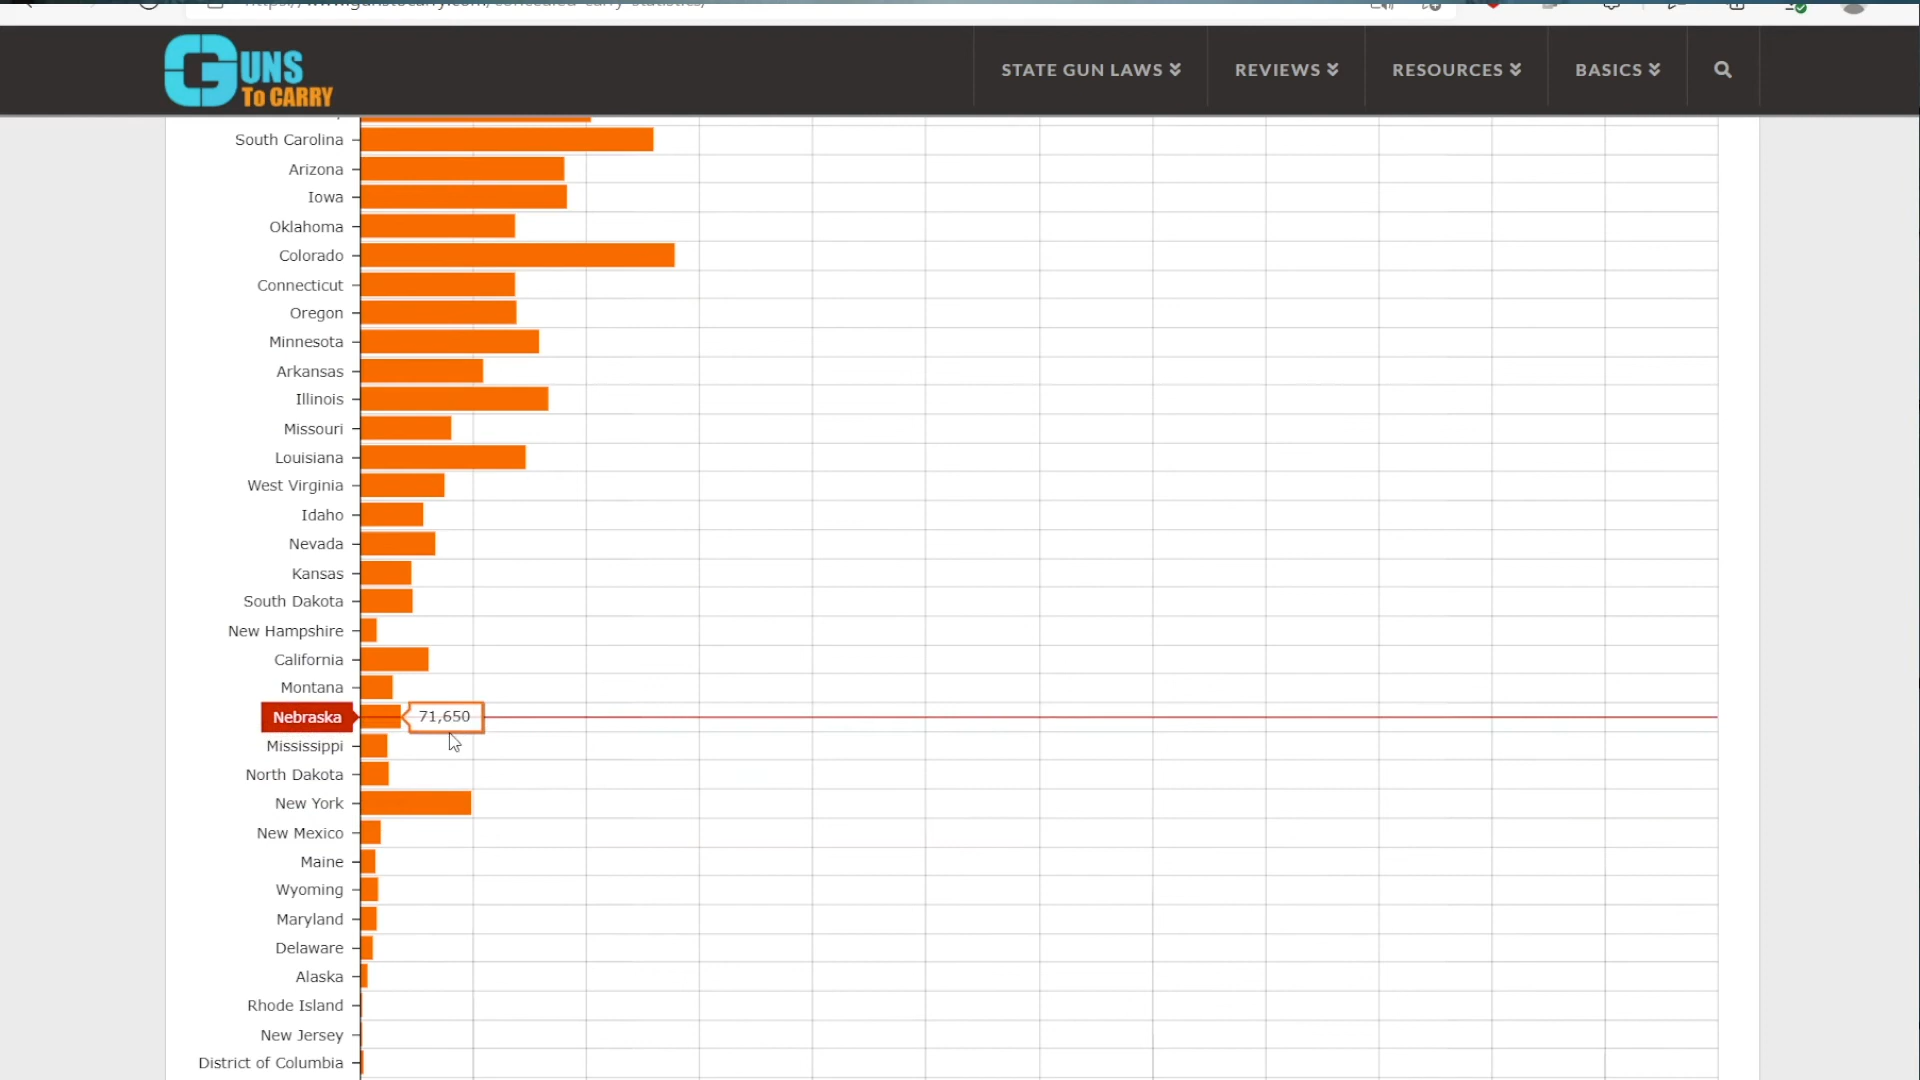 GUNS
To CARRY
STATE GUN LAWS
REVIEWS
RESOURCES
BASICS
South Carolina
Arizona
Iowa
Oklahoma
Colorado
Connecticut
Oregon
Minnesota
Arkansas
Illinois
Missouri
Louisiana
West Virginia
Idaho
Nevada
Kansas
South Dakota
New Hampshire
California
Montana
Nebraska 71,650
Mississippi
North Dakota
New York
New Mexico
Maine
Wyoming
Maryland
Delaware
Alaska
Rhode Island
New Jersey
District of Columbia